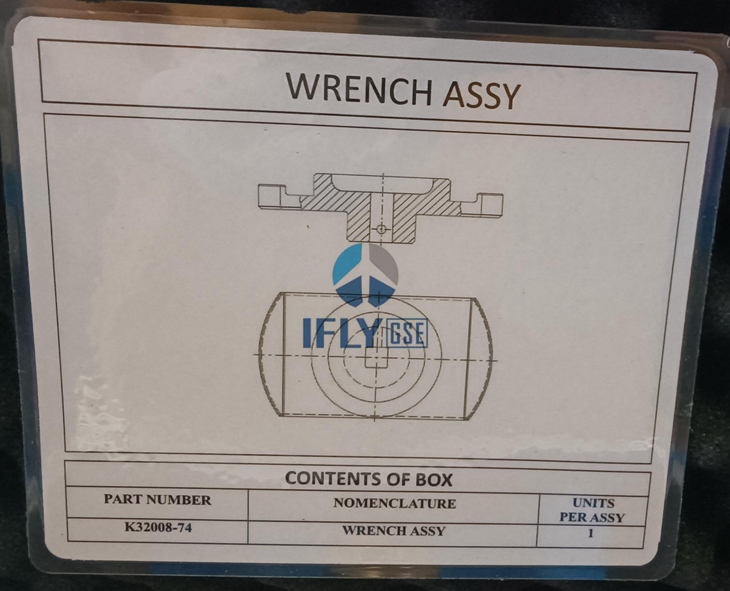 WRENCH ASSY
IFLY GSE
CONTENTS OF BOX
PART NUMBER NOMENCLATURE UNITS PER ASSY
K32008-74 WRENCH ASSY 1